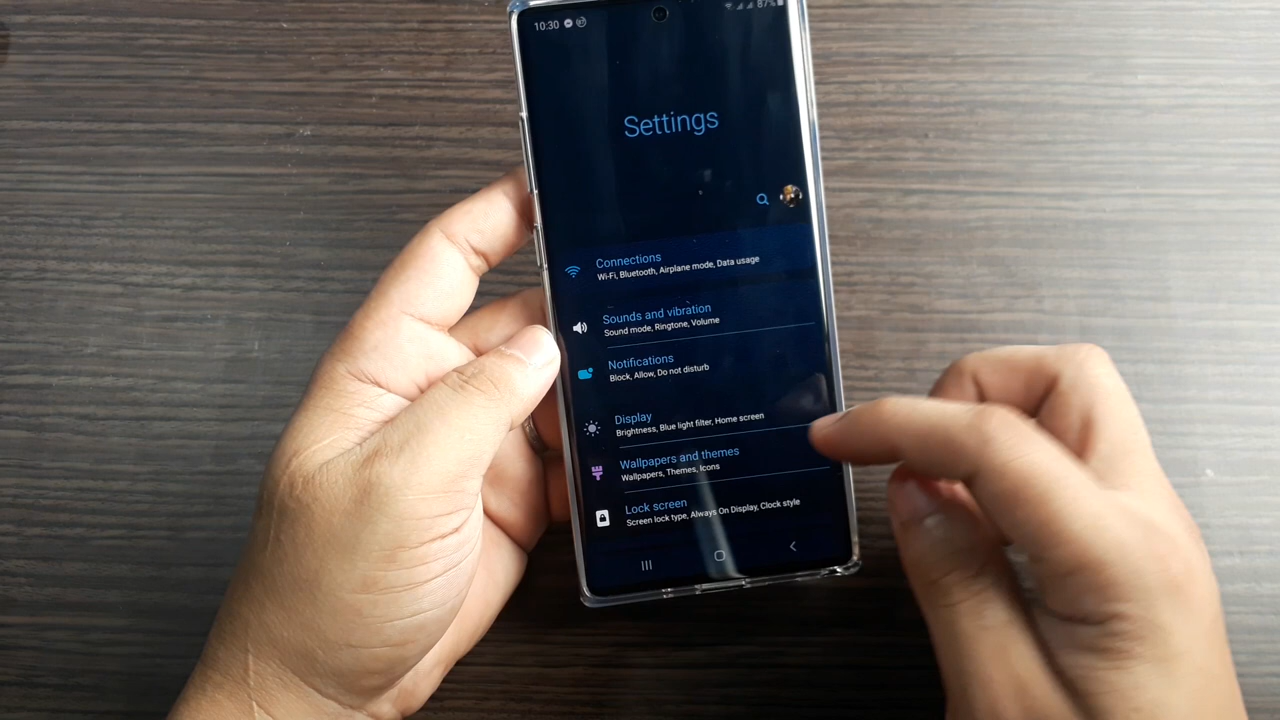 10:30
87%
Settings
Connections
Wi-Fi, Bluetooth, Airplane mode, Data usage
Sounds and vibration
Sound mode, Ringtone, Volume
Notifications
Block, Allow, Do not disturb
Display
Brightness, Blue light filter, Home screen
Wallpapers and themes
Wallpapers, Themes, Icons
Lock screen
Screen lock type, Always On Display, Clock style